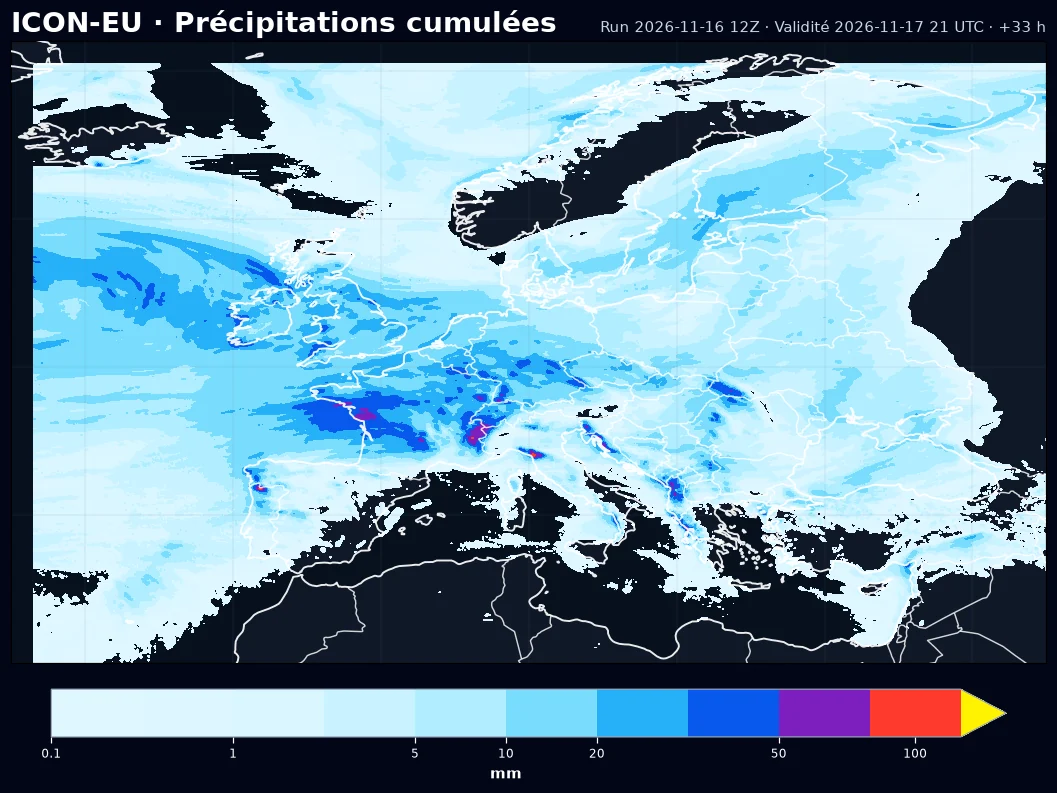 ICON-EU · Précipitations cumulées
Run 2026-11-16 12Z · Validité 2026-11-17 21 UTC · +33 h
0.1 1 5 10 20 50 100
mm